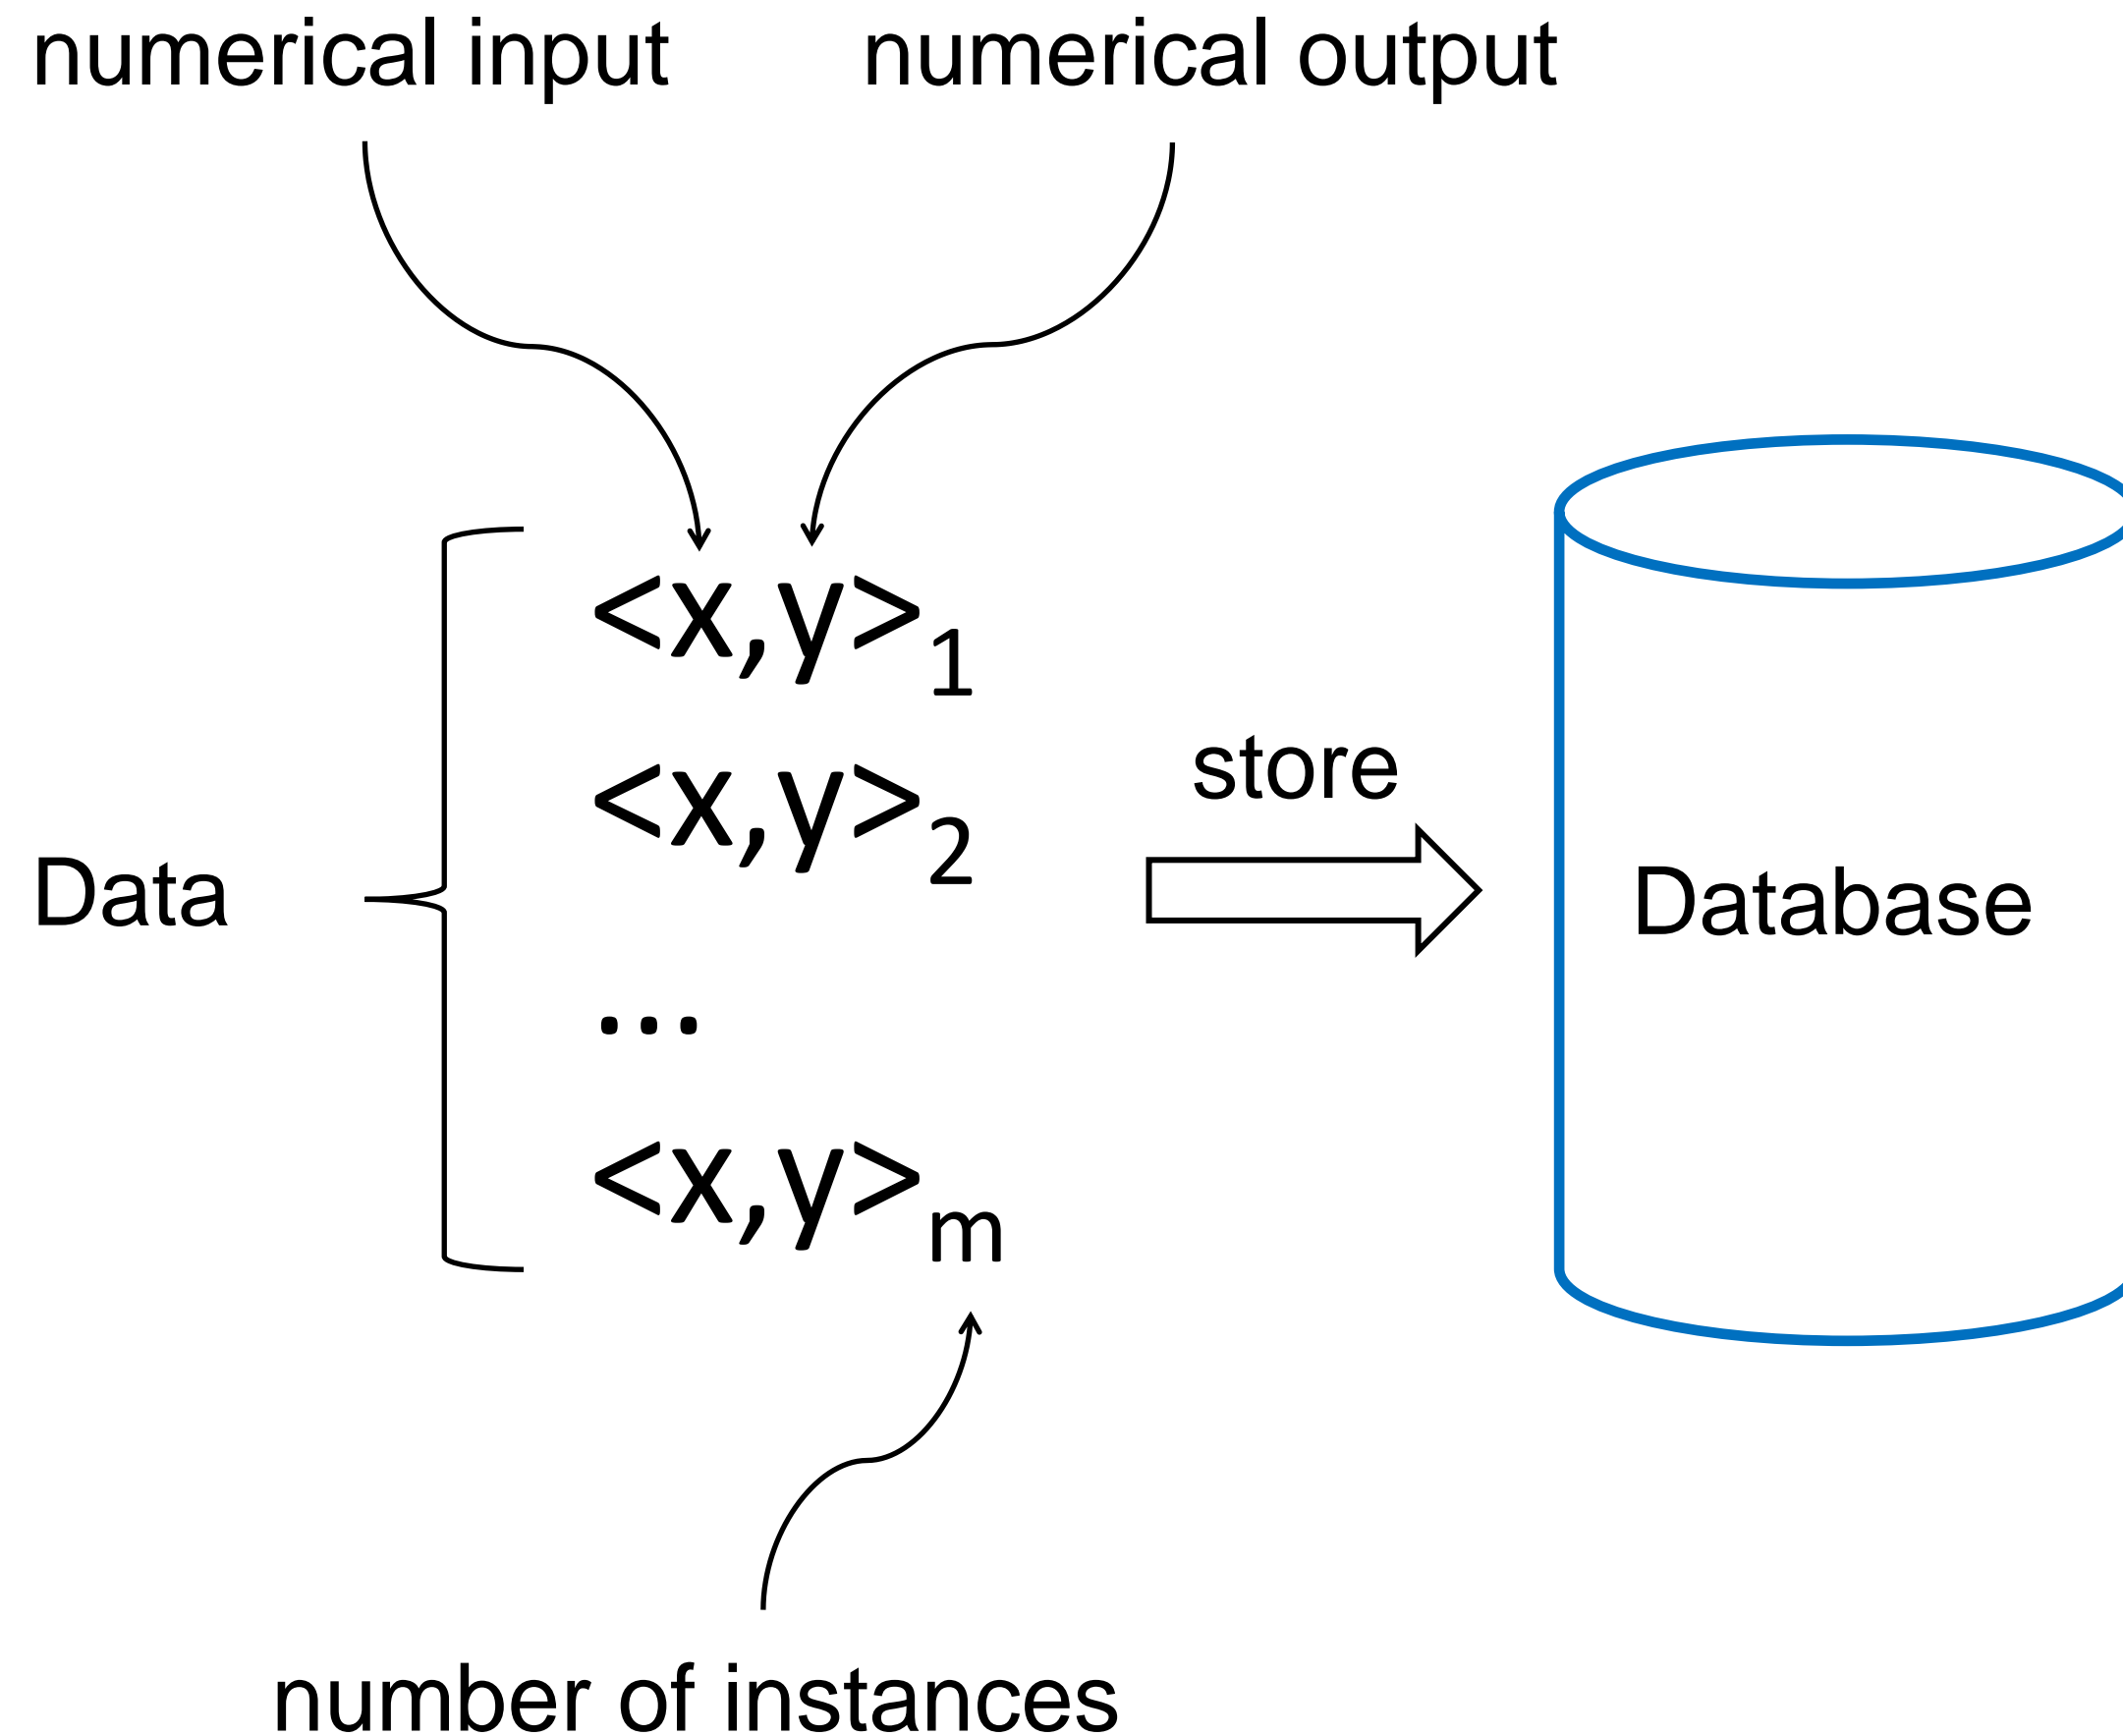 numerical input
numerical output
<x,y>1
<x,y>2
store
Data
Database
...
<x,y>m
number of instances